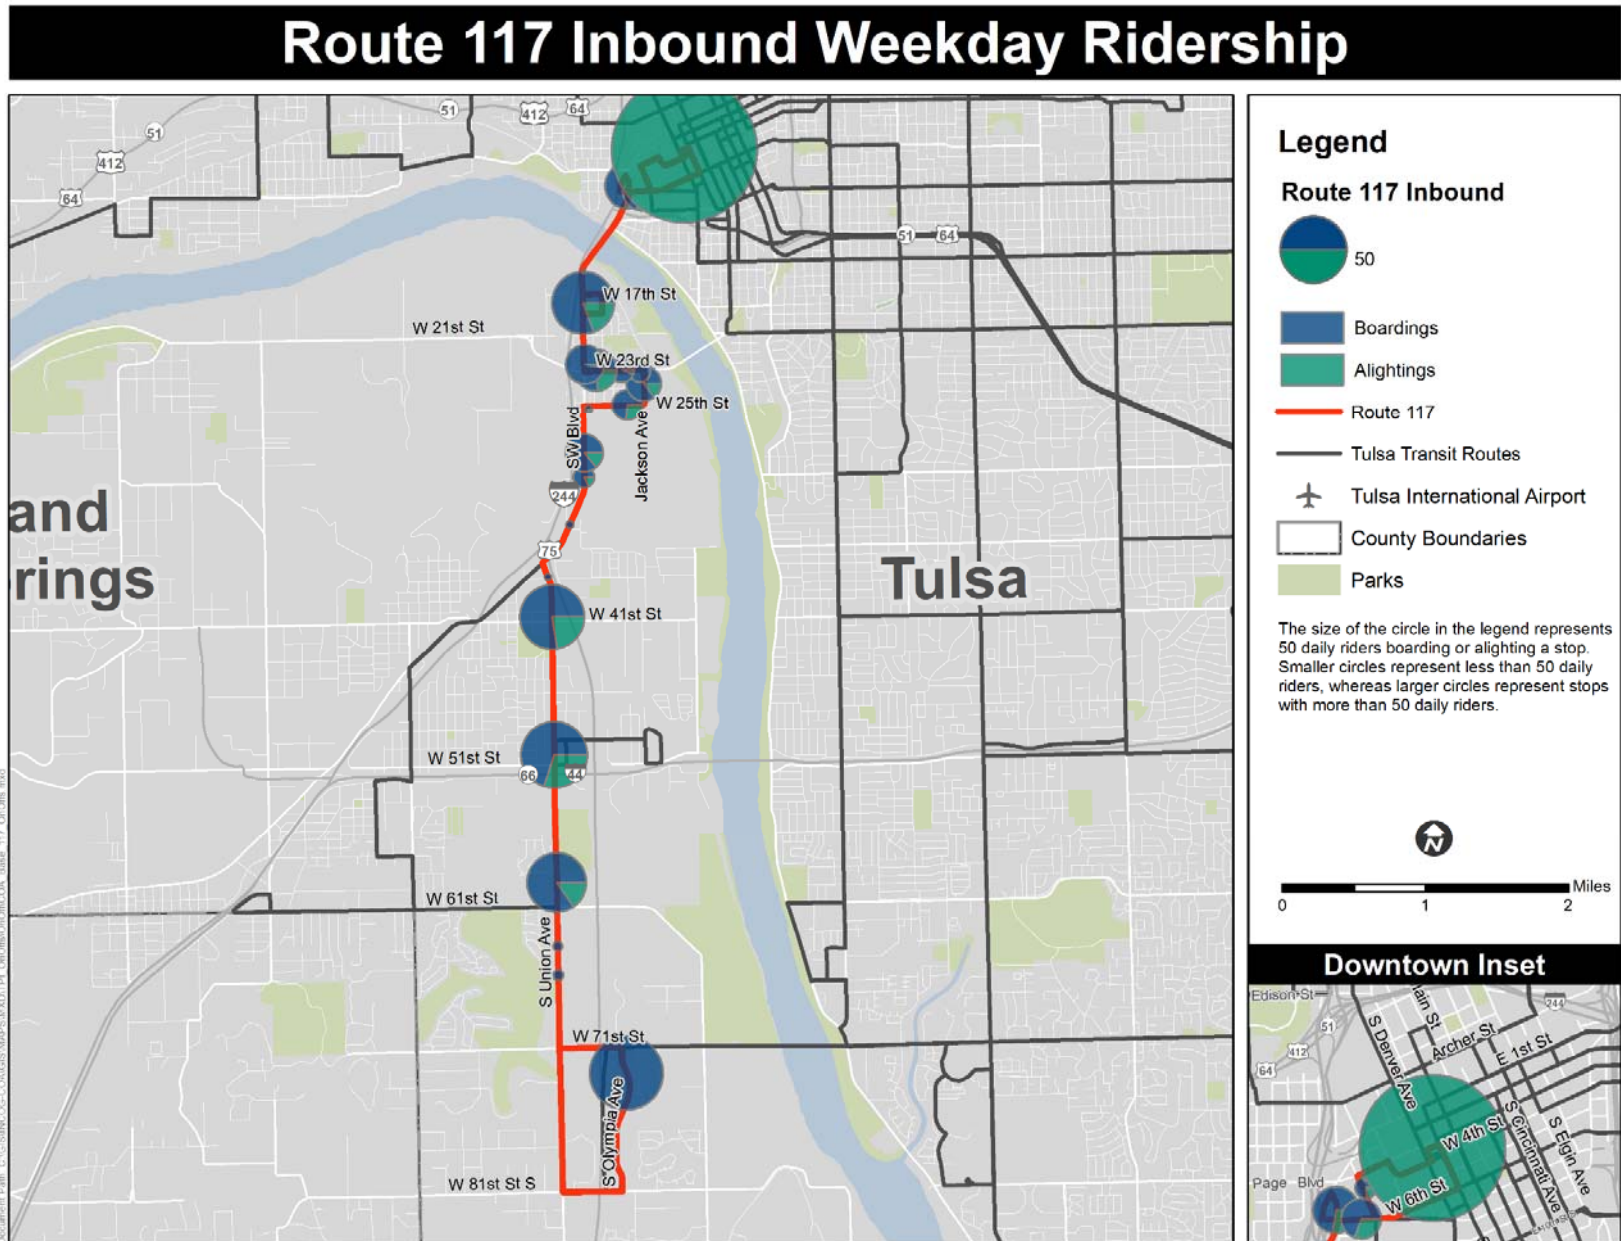 Route 117 Inbound Weekday Ridership
51
412
64
51
412
64
51
64
W 17th St
W 21st St
W 23rd St
W 25th St
SW Blvd
Jackson Ave
244
75
and
rings
Tulsa
W 41st St
W 51st St
66
44
W 61st St
S Union Ave
W 71st St
S Olympia Ave
W 81st St S
Legend
Route 117 Inbound
50
Boardings
Alightings
Route 117
Tulsa Transit Routes
Tulsa International Airport
County Boundaries
Parks
The size of the circle in the legend represents
50 daily riders boarding or alighting a stop.
Smaller circles represent less than 50 daily
riders, whereas larger circles represent stops
with more than 50 daily riders.
N
Miles
0 1 2
Downtown Inset
Edison St
51
412
64
244
S Denver Ave
ain St
Archer St
E 1st St
W 4th St
S Cincinnati Ave
S Elgin Ave
Page Blvd
W 6th St